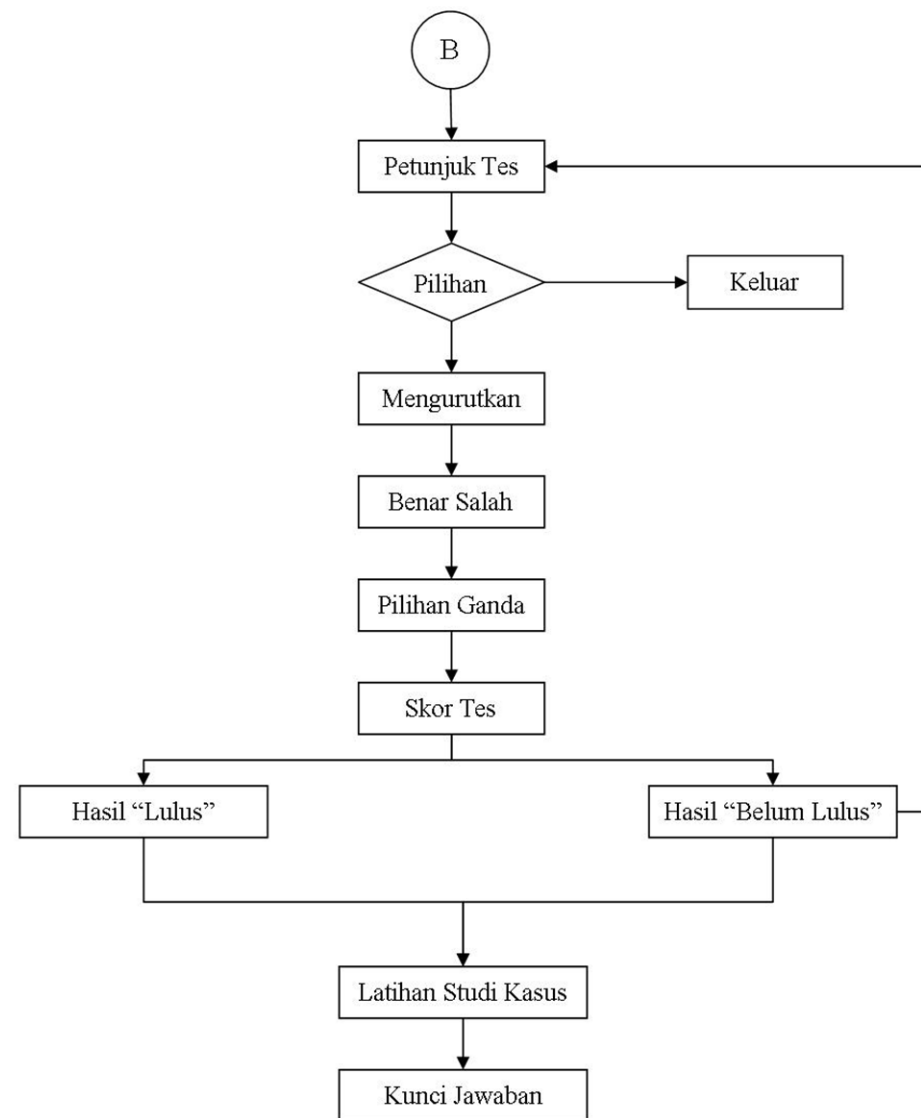 B
Petunjuk Tes
Pilihan
Keluar
Mengurutkan
Benar Salah
Pilihan Ganda
Skor Tes
Hasil “Lulus”
Hasil “Belum Lulus”
Latihan Studi Kasus
Kunci Jawaban